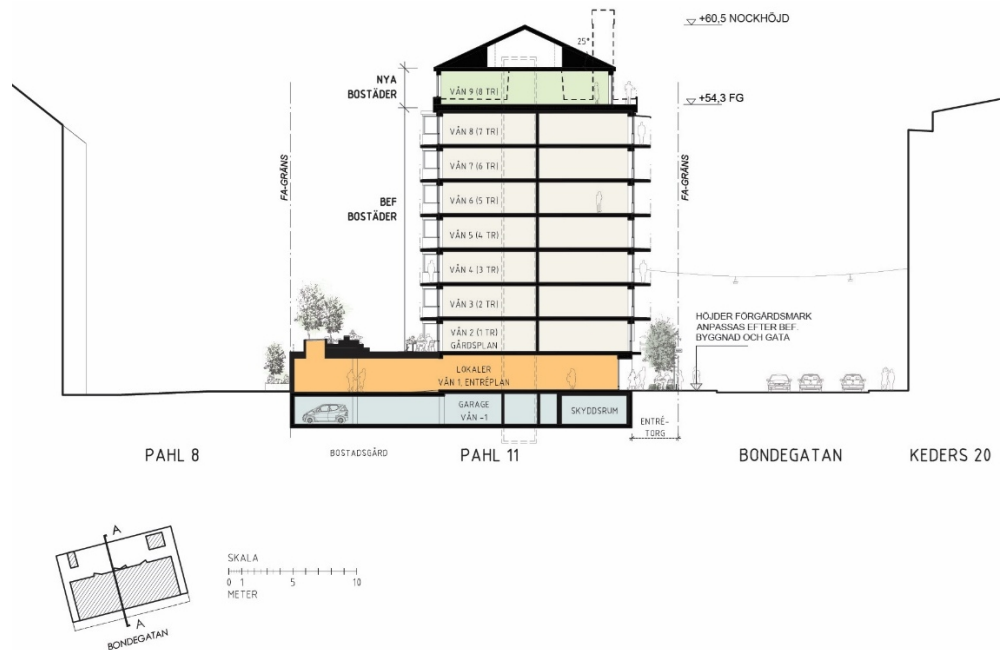 +60,5 NOCKHÖJD
25°
NYA
BOSTÄDER
VÅN 9 (8 TR)
+54,3 FG
VÅN 8 (7 TR)
FA-GRÄNS
FA-GRÄNS
VÅN 7 (6 TR)
BEF
BOSTÄDER
VÅN 6 (5 TR)
VÅN 5 (4 TR)
VÅN 4 (3 TR)
VÅN 3 (2 TR)
HÖJDER FÖRGÅRDSMARK
ANPASSAS EFTER BEF.
BYGGNAD OCH GATA
VÅN 2 (1 TR)
GÅRDSPLAN
LOKALER
VÅN 1, ENTRÉPLAN
GARAGE
VÅN -1
SKYDDSRUM
ENTRÉ-
TORG
PAHL 8
BOSTADSGÅRD
PAHL 11
BONDEGATAN
KEDERS 20
A
A
BONDEGATAN
SKALA
0 1 5 10
METER